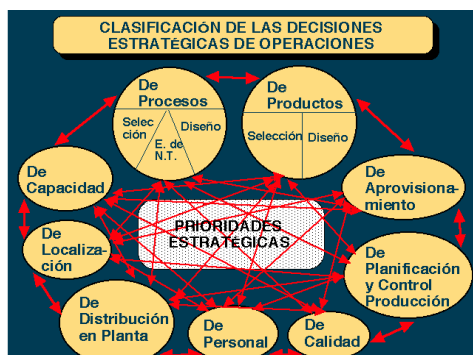 CLASIFICACIÓN DE LAS DECISIONES
ESTRATÉGICAS DE OPERACIONES
De
Procesos
Selec
ción
E. de
N.T.
Diseño
De
Productos
Selección
Diseño
De
Capacidad
De
Aprovisiona-
miento
PRIORIDADES
ESTRATÉGICAS
De
Localiza-
ción
De
Planificación
y Control
Producción
De
Distribución
en Planta
De
Personal
De
Calidad